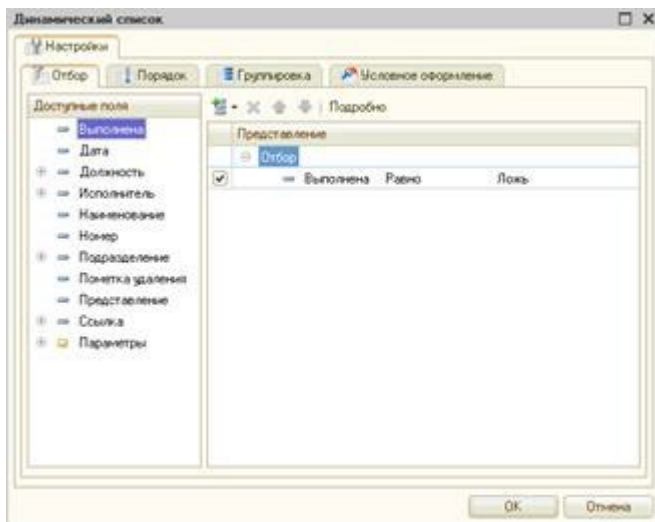 Динамический список
Настройки
Отбор Порядок Группировка Условное оформление
Доступные поля
Выполнена
Дата
Должность
Исполнитель
Наименование
Номер
Подразделение
Пометка удаления
Представление
Ссылка
Параметры
Подробно
Представление
Отбор
Выполнена Равно Ложь
OK Отмена